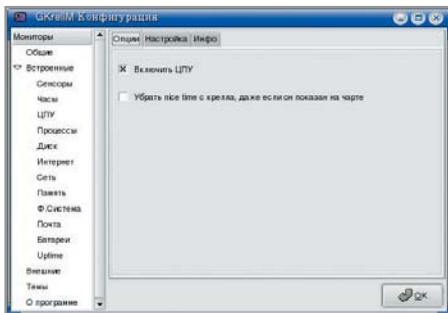 GKrellM Конфигурация
Мониторы
Общие
Встроенные
Сенсоры
Часы
ЦПУ
Процессы
Диск
Интернет
Сеть
Память
Ф.Система
Почта
Батареи
Uptime
Внешние
Темы
О програмне
Опции Настройка Инфо
Включить ЦПУ
Убрать nice time с крелла, даже если он показан на чарте
OK